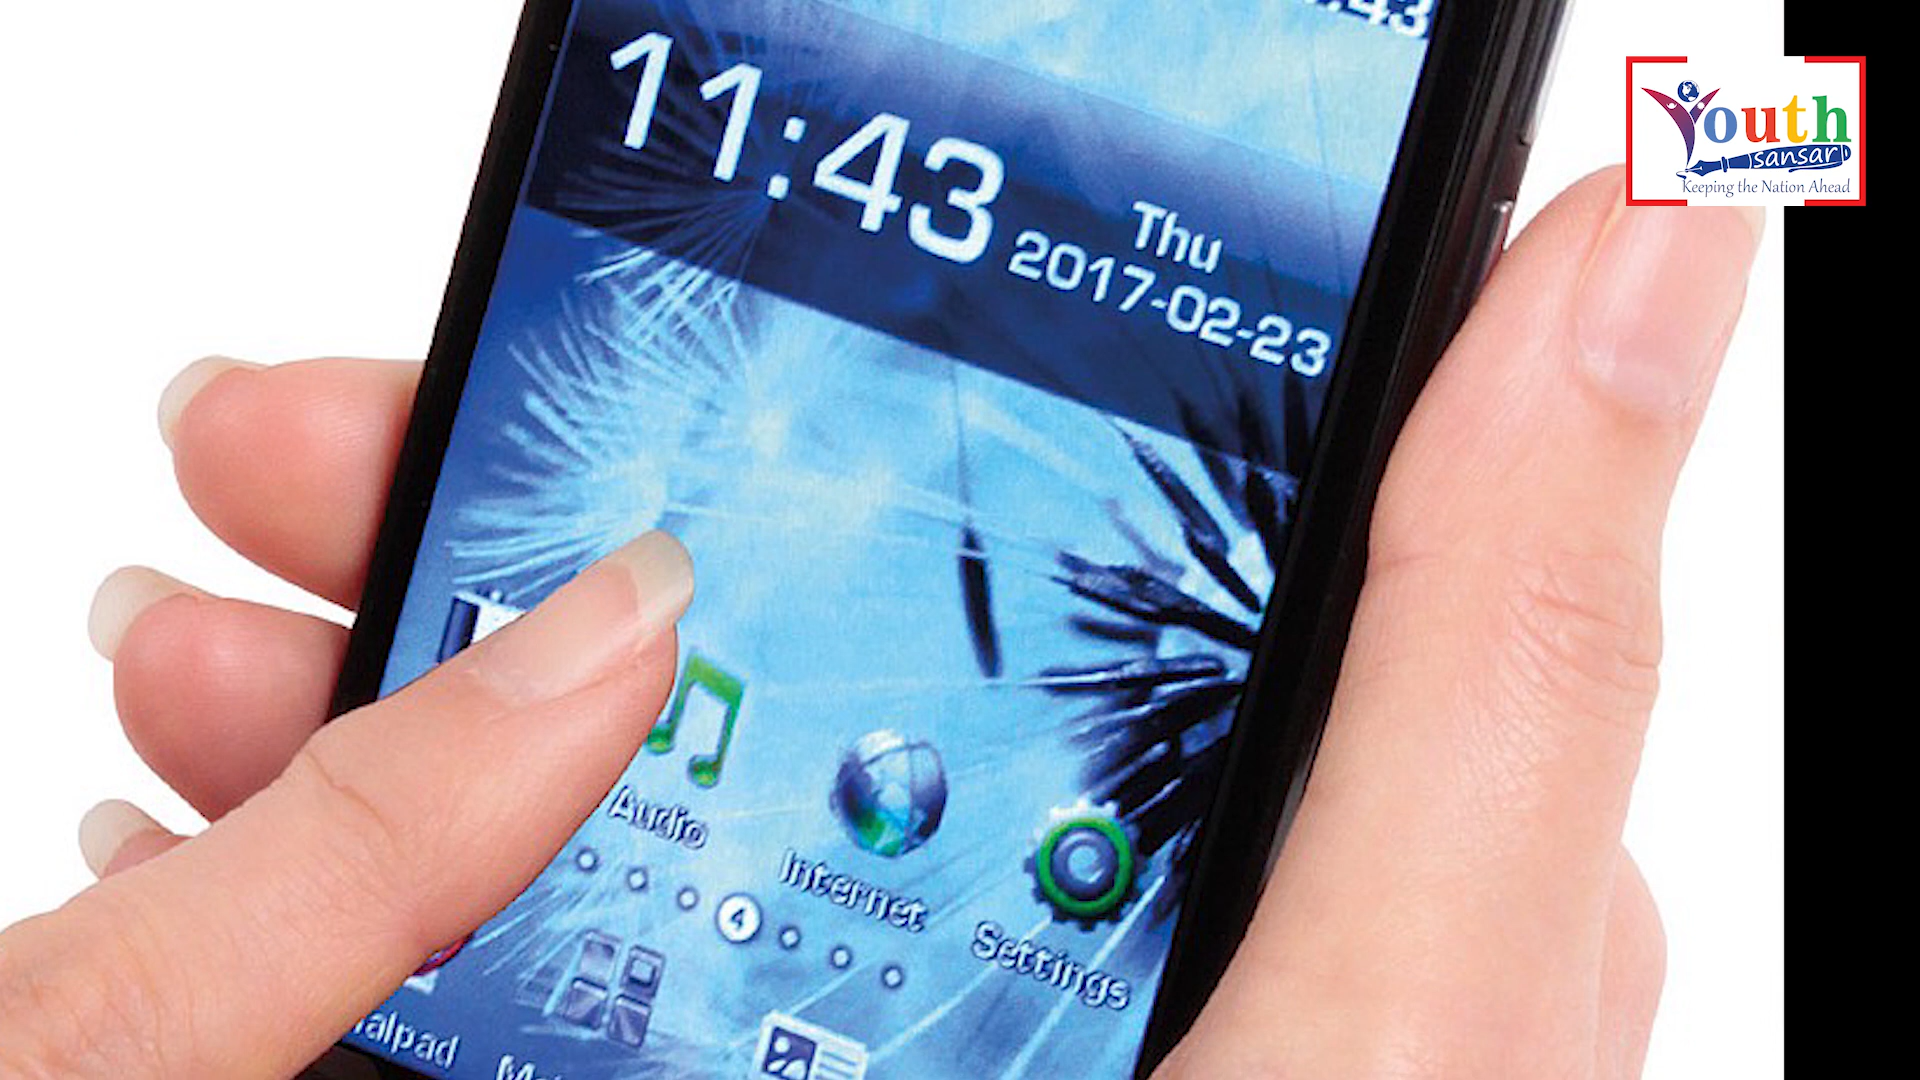 11:43
Thu
2017-02-23
Youth
sansar
Keeping the Nation Ahead
Audio
Internet
Settings
4